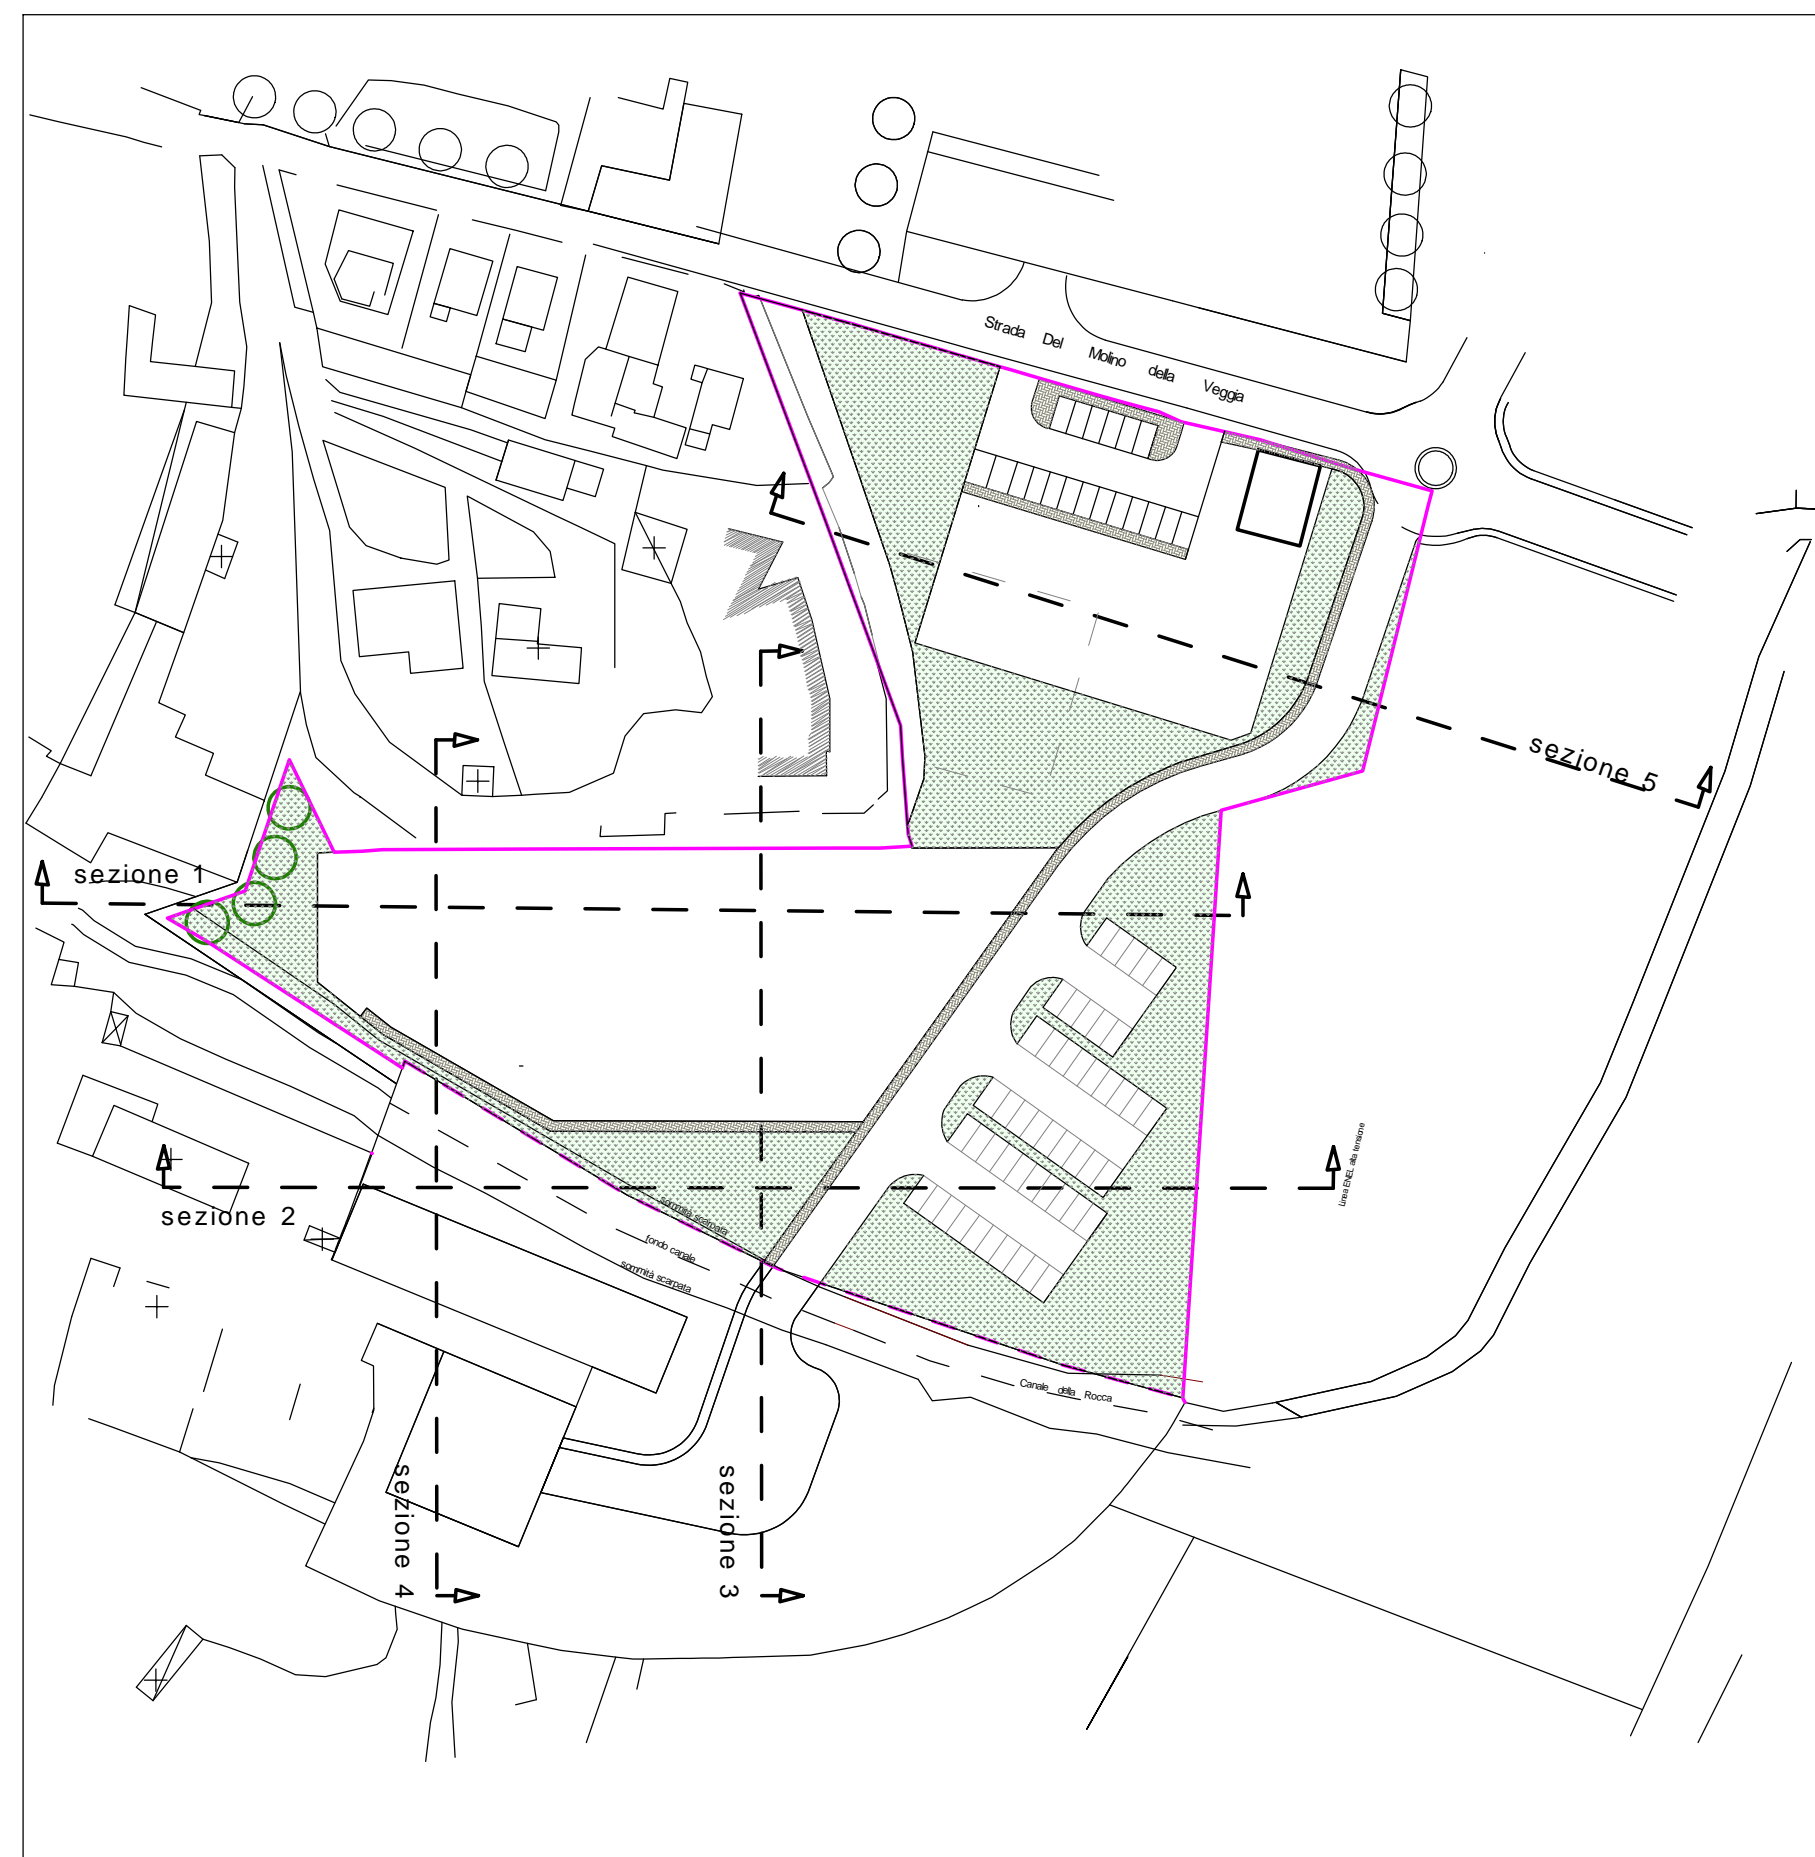 Strada Del Molino della Veggia
sezione 5
sezione 1
Linea ENEL alta tensione
sezione 2
sommità scarpata
fondo canale
sommità scarpata
Canale della Rocca
sezione 4
sezione 3